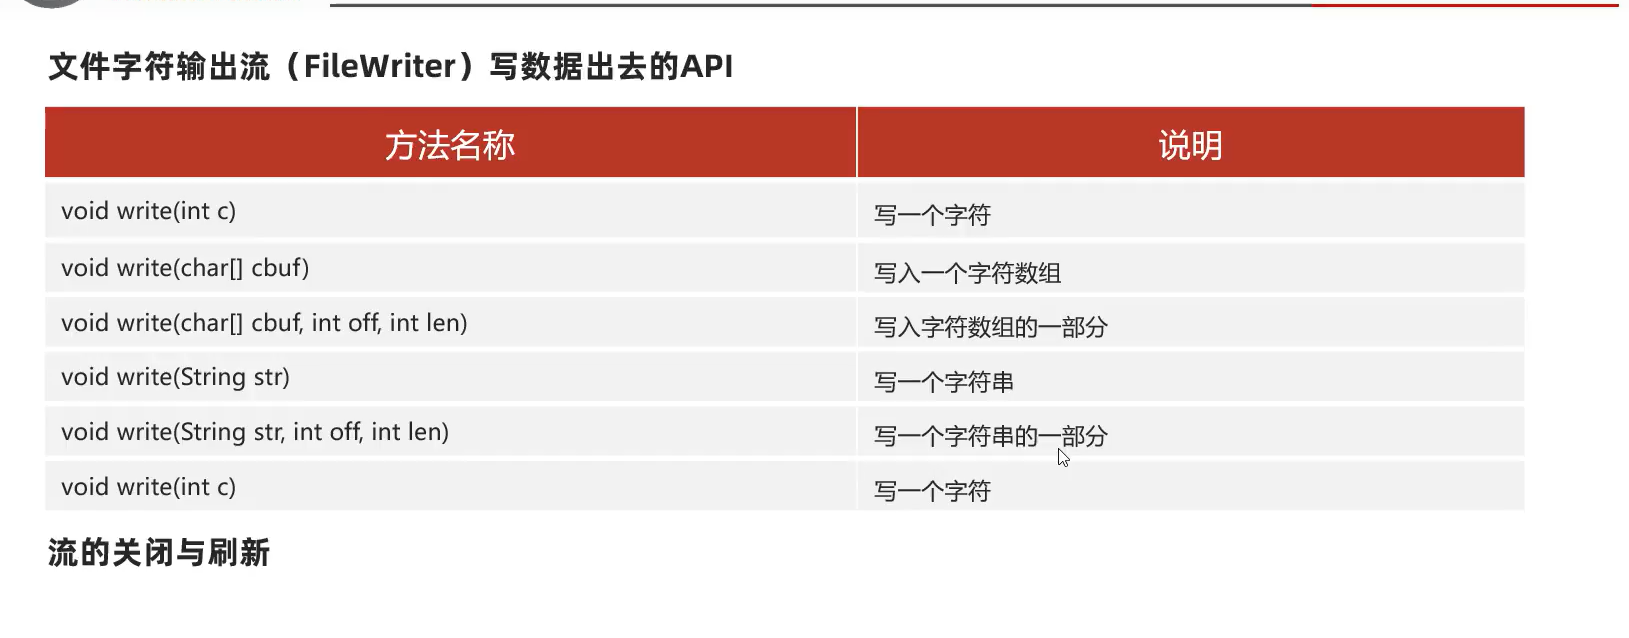 文件字符输出流（FileWriter）写数据出去的API
方法名称 说明
void write(int c) 写一个字符
void write(char[] cbuf) 写入一个字符数组
void write(char[] cbuf, int off, int len) 写入字符数组的一部分
void write(String str) 写一个字符串
void write(String str, int off, int len) 写一个字符串的一部分
void write(int c) 写一个字符
流的关闭与刷新